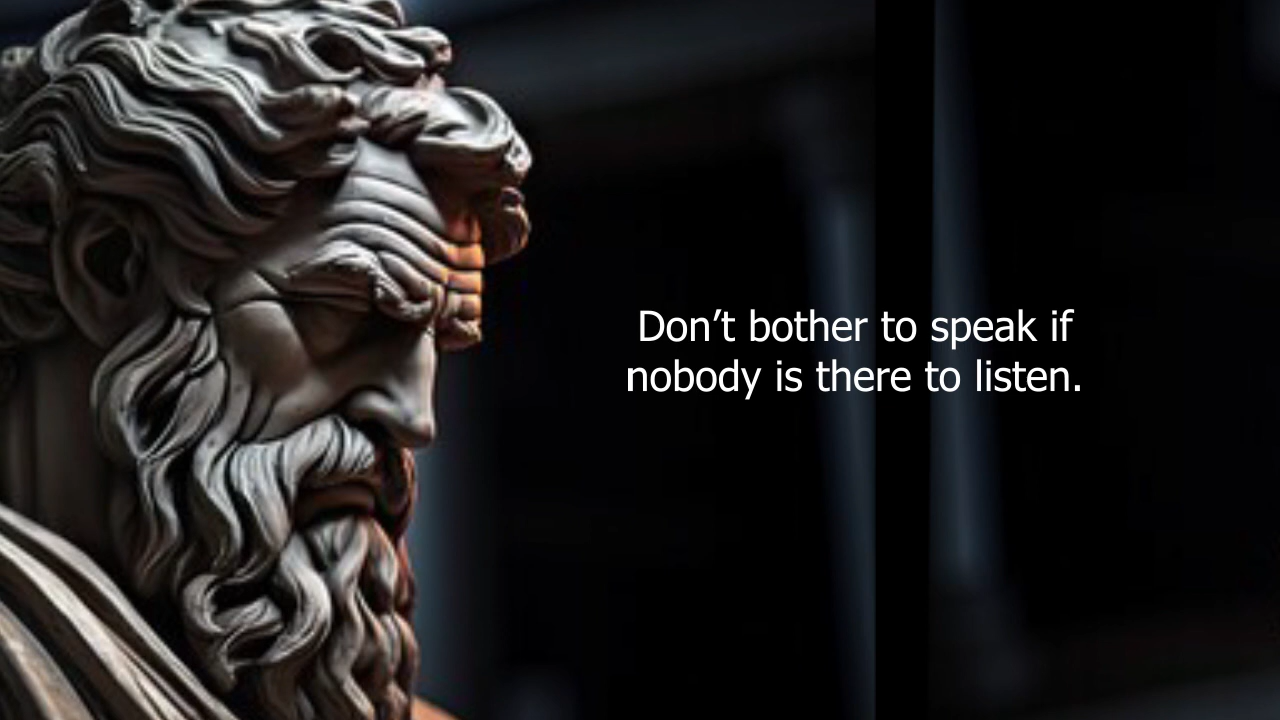 Don’t bother to speak if
nobody is there to listen.